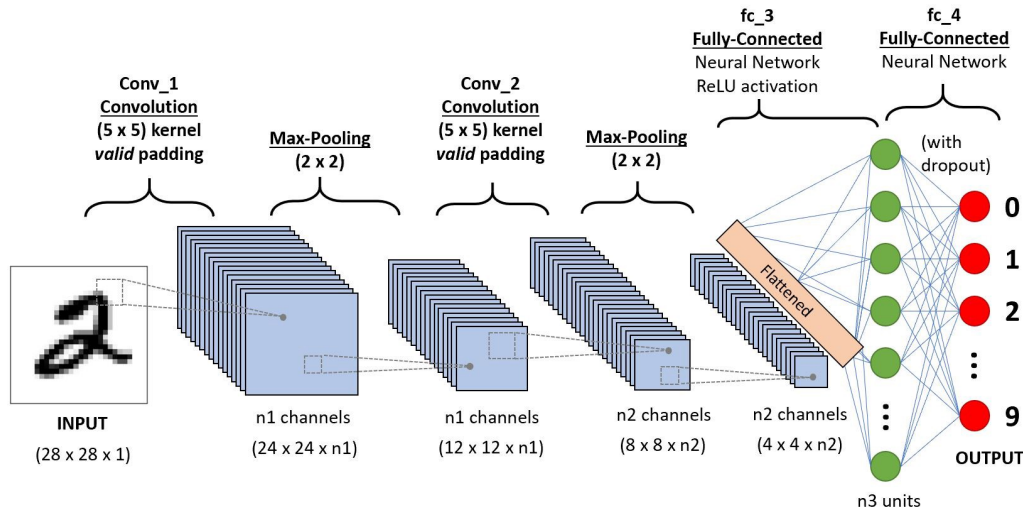 Conv_1
Convolution
(5 x 5) kernel
valid padding
Max-Pooling
(2 x 2)
Conv_2
Convolution
(5 x 5) kernel
valid padding
Max-Pooling
(2 x 2)
fc_3
Fully-Connected
Neural Network
ReLU activation
fc_4
Fully-Connected
Neural Network
(with
dropout)
Flattened
0
1
2
9
OUTPUT
2
INPUT
(28 x 28 x 1)
n1 channels
(24 x 24 x n1)
n1 channels
(12 x 12 x n1)
n2 channels
(8 x 8 x n2)
n2 channels
(4 x 4 x n2)
n3 units